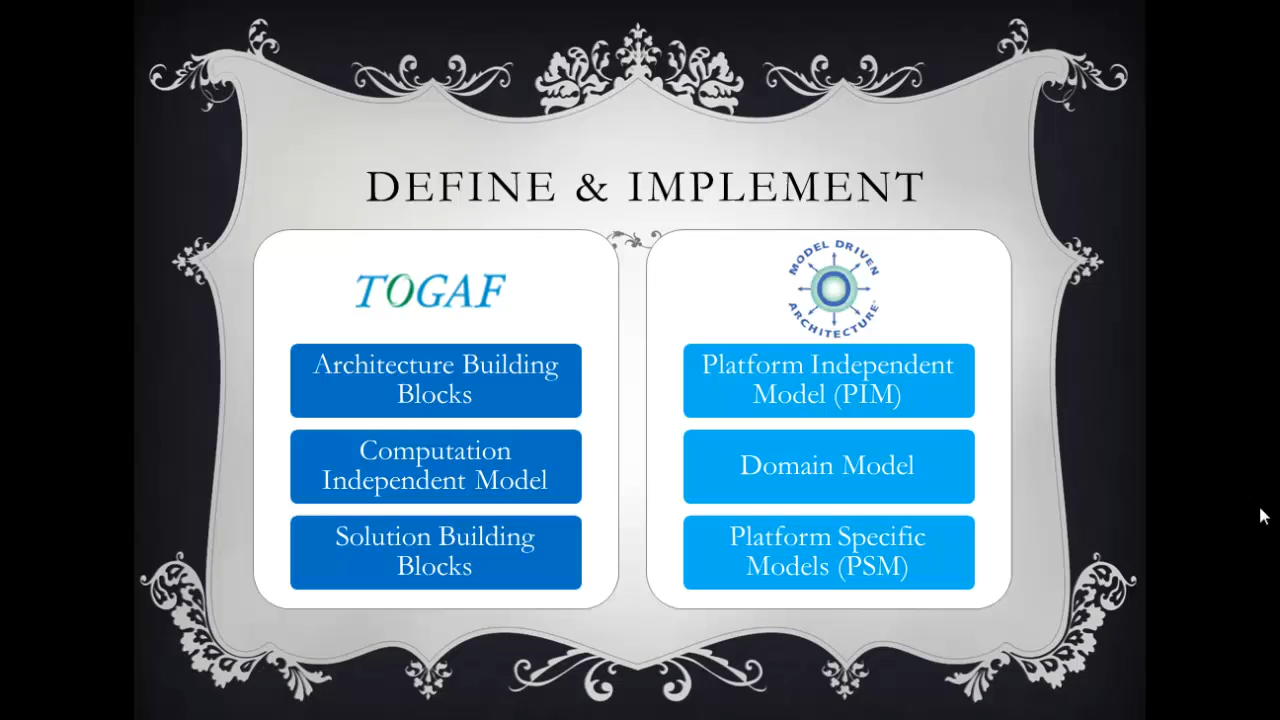 DEFINE & IMPLEMENT
TOGAF
Architecture Building
Blocks
Computation
Independent Model
Solution Building
Blocks
MODEL DRIVEN
ARCHITECTURE
Platform Independent
Model (PIM)
Domain Model
Platform Specific
Models (PSM)